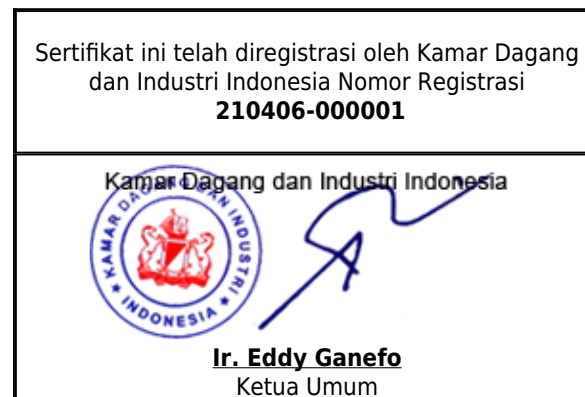 Sertifikat ini telah diregistrasi oleh Kamar Dagang
dan Industri Indonesia Nomor Registrasi
210406-000001
Kamar Dagang dan Industri Indonesia
KAMAR DAGANG DAN INDUSTRI
INDONESIA
Ir. Eddy Ganefo
Ketua Umum